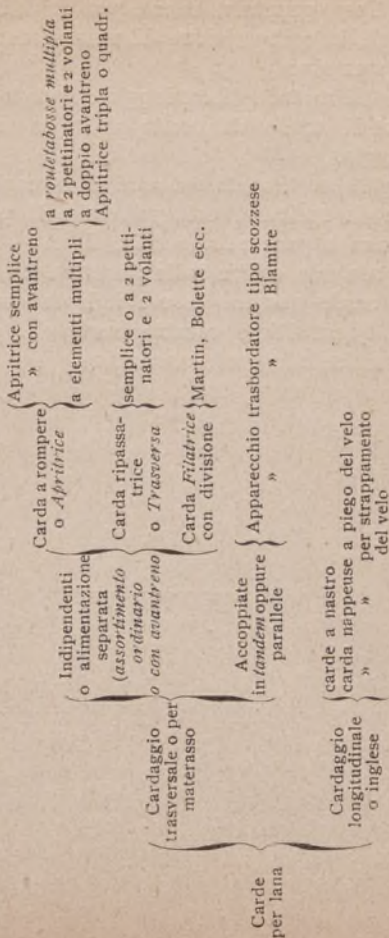 Carde
per lana
Cardaggio
trasversale o per
materasso
Indipendenti
o alimentazione
separata
(assortimento
ordinario
o con avantreno
Carda a rompere
o Apritrice
Apritrice semplice
» con avantreno
a elementi multipli
a rouletabosse multipla
a 2 pettinatori e 2 volanti
a doppio avantreno
Apritrice tripla o quadr.
Carda ripassa-
trice
o Trasversa
semplice o a 2 petti-
natori e 2 volanti
Carda Filatrice
con divisione
Martin, Bolette ecc.
Accoppiate
in tandem oppure
parallele
Apparecchio trasbordatore tipo scozzese
» » Blamire
Cardaggio
longitudinale
o inglese
carde a nastro
carda nappeuse a piego del velo
» » per strappamento
del velo